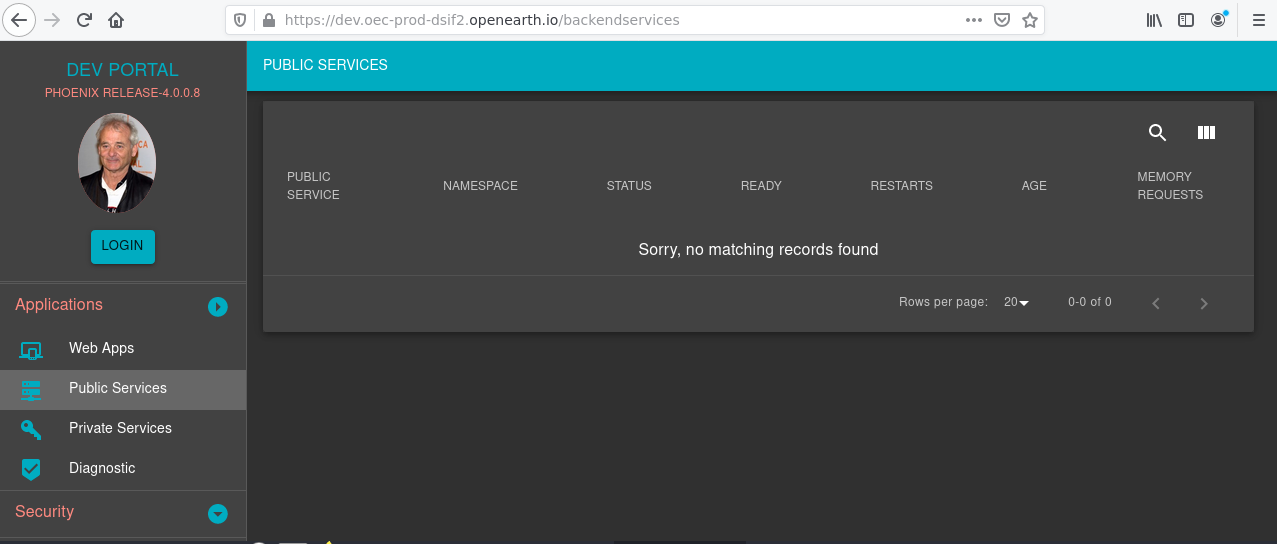 https://dev.oec-prod-dsif2.openearth.io/backendservices
DEV PORTAL
PHOENIX RELEASE-4.0.0.8
LOGIN
Applications
Web Apps
Public Services
Private Services
Diagnostic
Security
PUBLIC SERVICES
PUBLIC
SERVICE
NAMESPACE
STATUS
READY
RESTARTS
AGE
MEMORY
REQUESTS
Sorry, no matching records found
Rows per page: 20 0-0 of 0